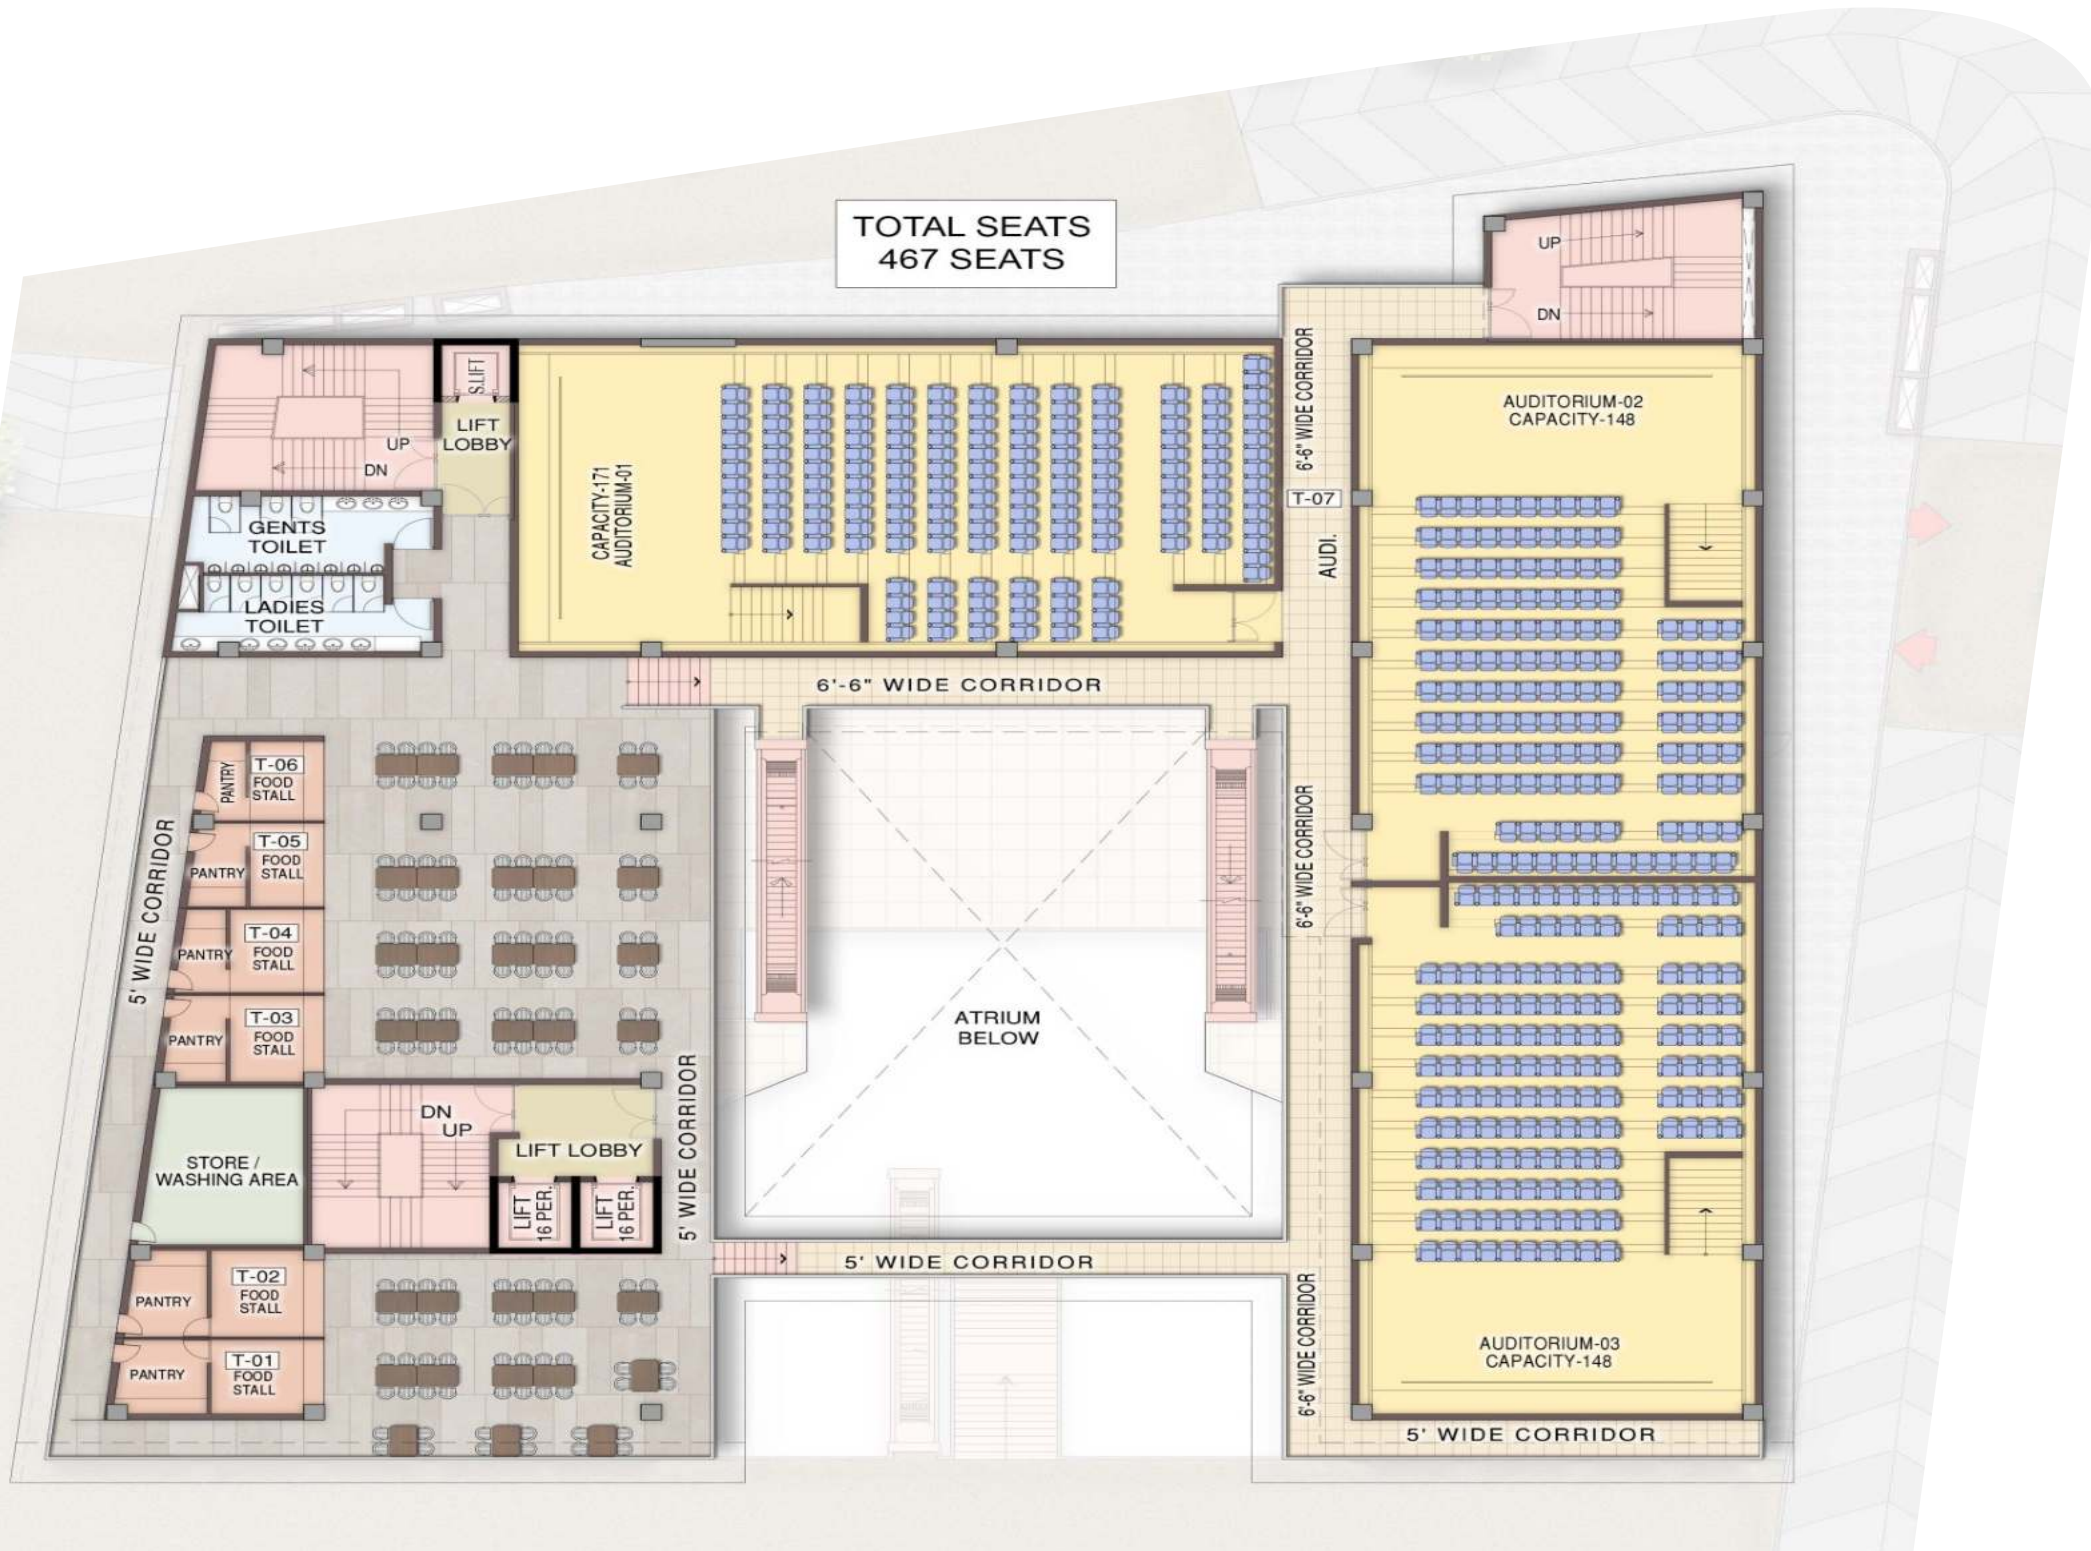 TOTAL SEATS
467 SEATS
UP
DN
S.LIFT
LIFT
LOBBY
UP
DN
GENTS
TOILET
LADIES
TOILET
CAPACITY-171
AUDITORIUM-01
6'-6" WIDE CORRIDOR
T-07
AUDI.
AUDITORIUM-02
CAPACITY-148
6'-6" WIDE CORRIDOR
5' WIDE CORRIDOR
PANTRY
T-06
FOOD
STALL
T-05
FOOD
STALL
PANTRY
T-04
FOOD
STALL
PANTRY
T-03
FOOD
STALL
PANTRY
6'-6" WIDE CORRIDOR
ATRIUM
BELOW
STORE /
WASHING AREA
DN
UP
LIFT LOBBY
LIFT
16 PER.
LIFT
16 PER.
5' WIDE CORRIDOR
5' WIDE CORRIDOR
T-02
FOOD
STALL
PANTRY
T-01
FOOD
STALL
PANTRY
6'-6" WIDE CORRIDOR
AUDITORIUM-03
CAPACITY-148
5' WIDE CORRIDOR